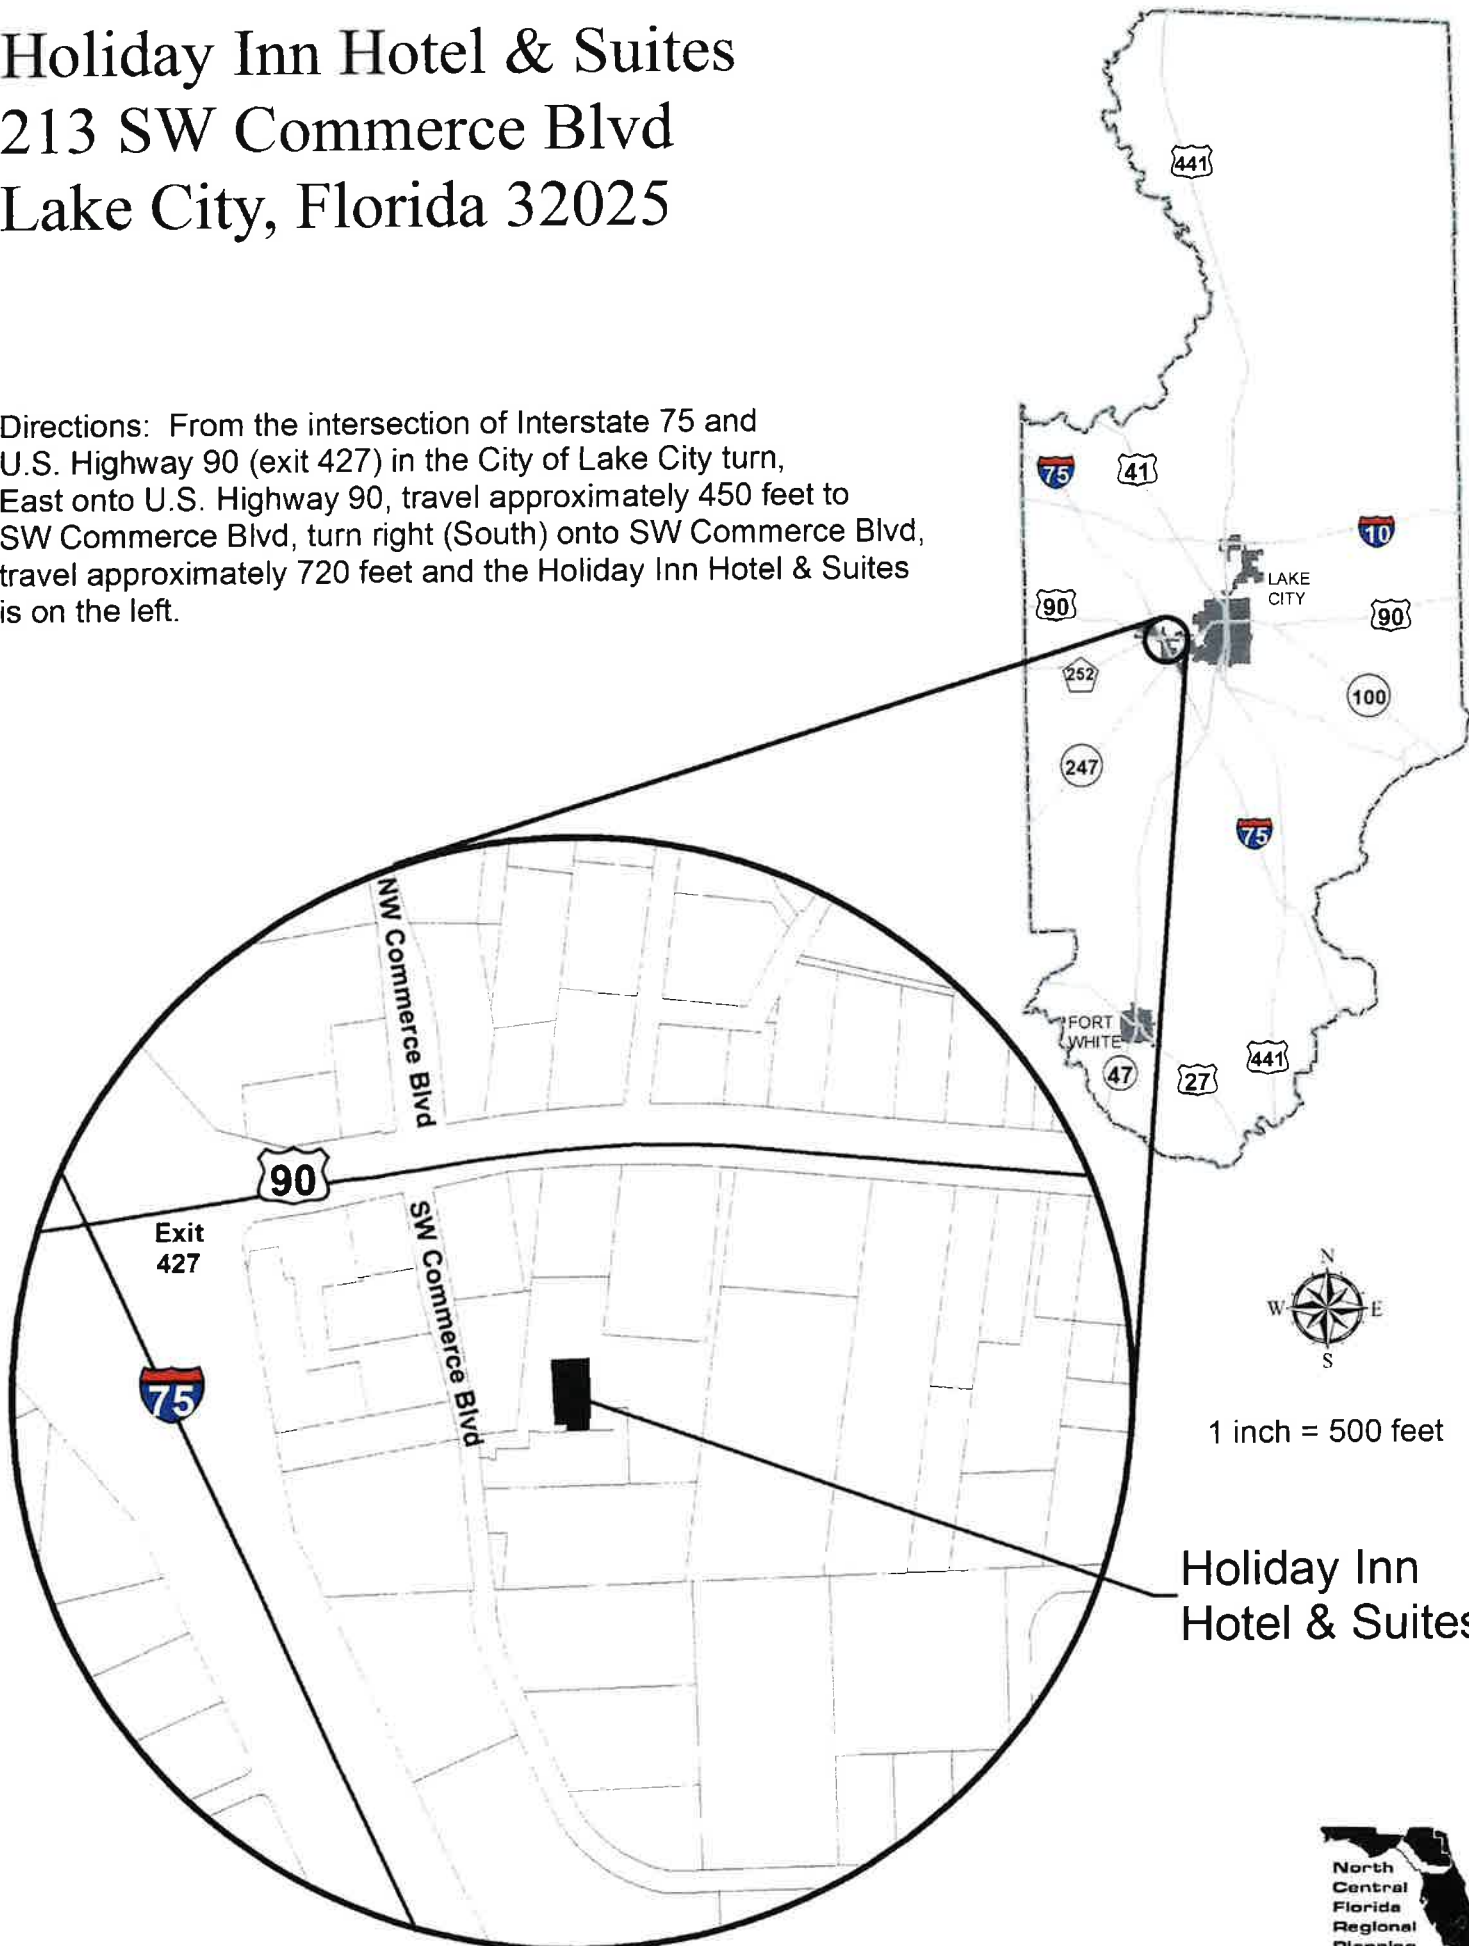 Holiday Inn Hotel & Suites
213 SW Commerce Blvd
Lake City, Florida 32025
Directions: From the intersection of Interstate 75 and
U.S. Highway 90 (exit 427) in the City of Lake City turn,
East onto U.S. Highway 90, travel approximately 450 feet to
SW Commerce Blvd, turn right (South) onto SW Commerce Blvd,
travel approximately 720 feet and the Holiday Inn Hotel & Suites
is on the left.
441
75
41
10
LAKE
CITY
90
90
252
100
247
75
FORT
WHITE
47
27
441
NW Commerce Blvd
90
Exit
427
SW Commerce Blvd
75
N
W
E
S
1 inch = 500 feet
Holiday Inn
Hotel & Suites
North
Central
Florida
Regional
Planning